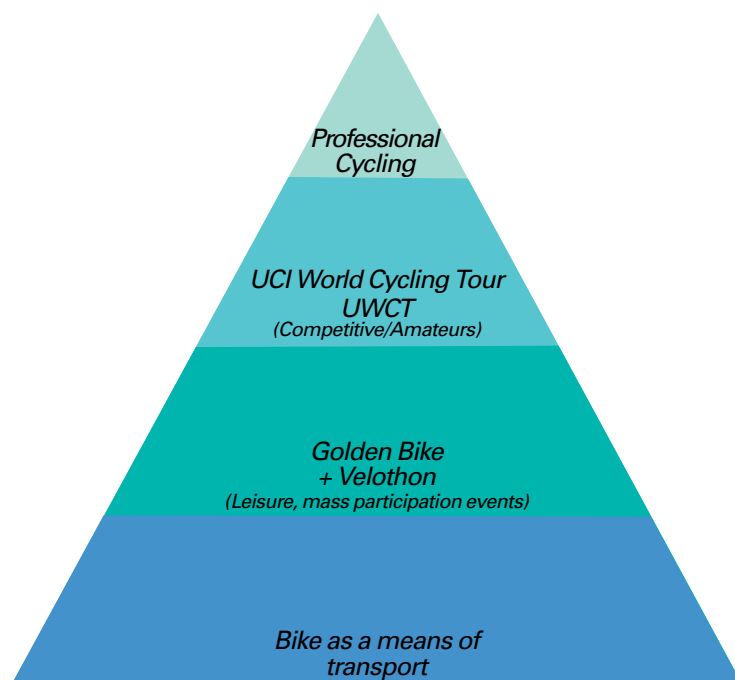 Professional
Cycling
UCI World Cycling Tour
UWCT
(Competitive/Amateurs)
Golden Bike
+ Velothon
(Leisure, mass participation events)
Bike as a means of
transport